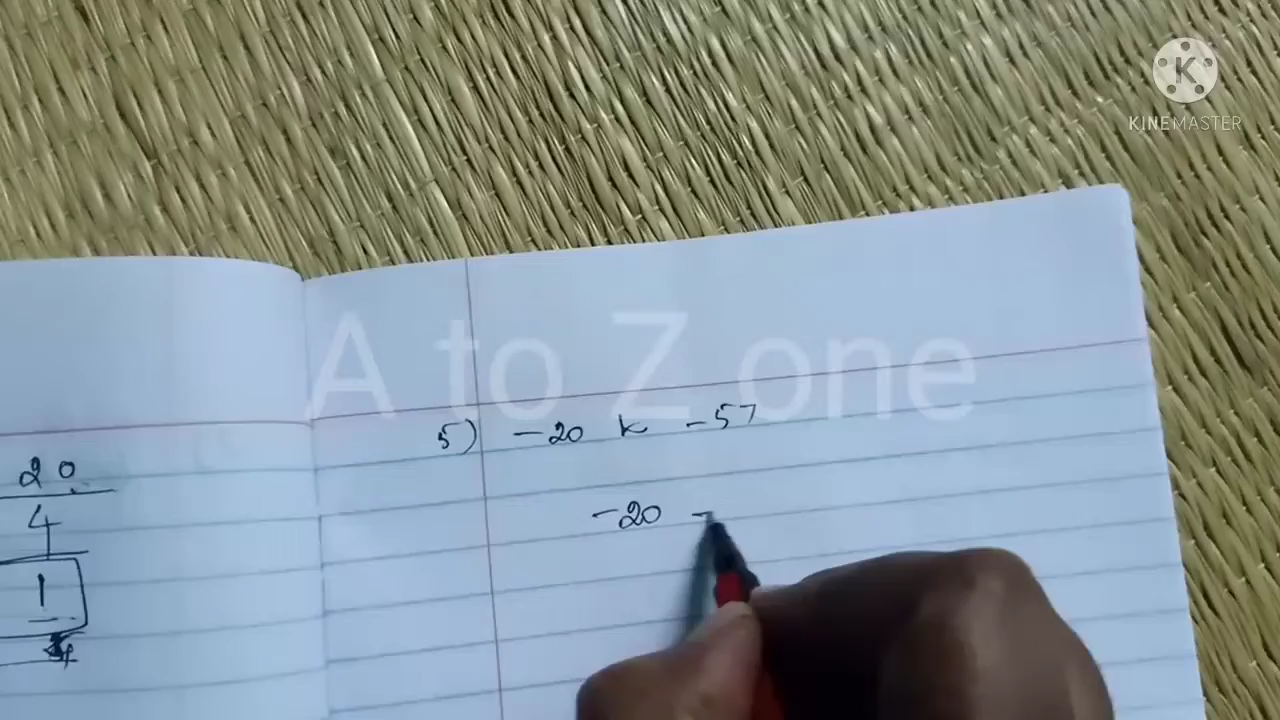 K
KINEMASTER
A to Z one
20
4
1
5) -20 k -57
-20 -